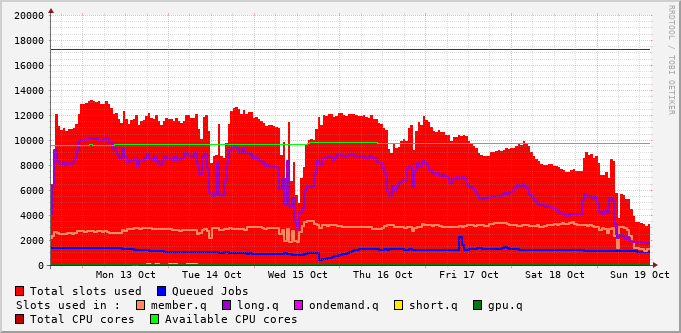 RRDTOOL / TOBI OETIKER
20000
18000
16000
14000
12000
10000
8000
6000
4000
2000
0
Mon 13 Oct Tue 14 Oct Wed 15 Oct Thu 16 Oct Fri 17 Oct Sat 18 Oct Sun 19 Oct
Total slots used Queued Jobs
Slots used in : member.q long.q ondemand.q short.q gpu.q
Total CPU cores Available CPU cores